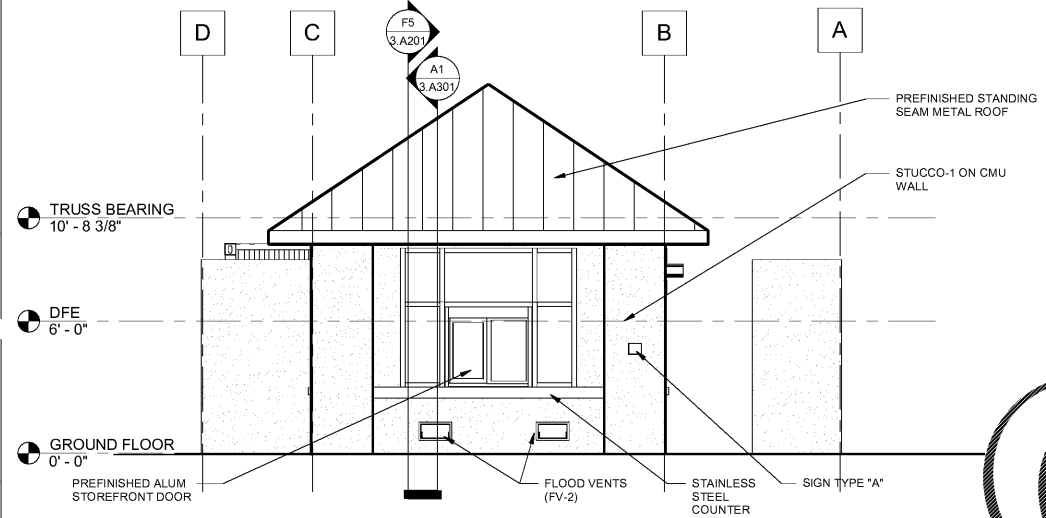 F5
3.A201
D
C
B
A
A1
3.A301
PREFINISHED STANDING
SEAM METAL ROOF
STUCCO-1 ON CMU
WALL
TRUSS BEARING
10' - 8 3/8"
DFE
6' - 0"
GROUND FLOOR
0' - 0"
PREFINISHED ALUM
STOREFRONT DOOR
FLOOD VENTS
(FV-2)
STAINLESS
STEEL
COUNTER
SIGN TYPE "A"